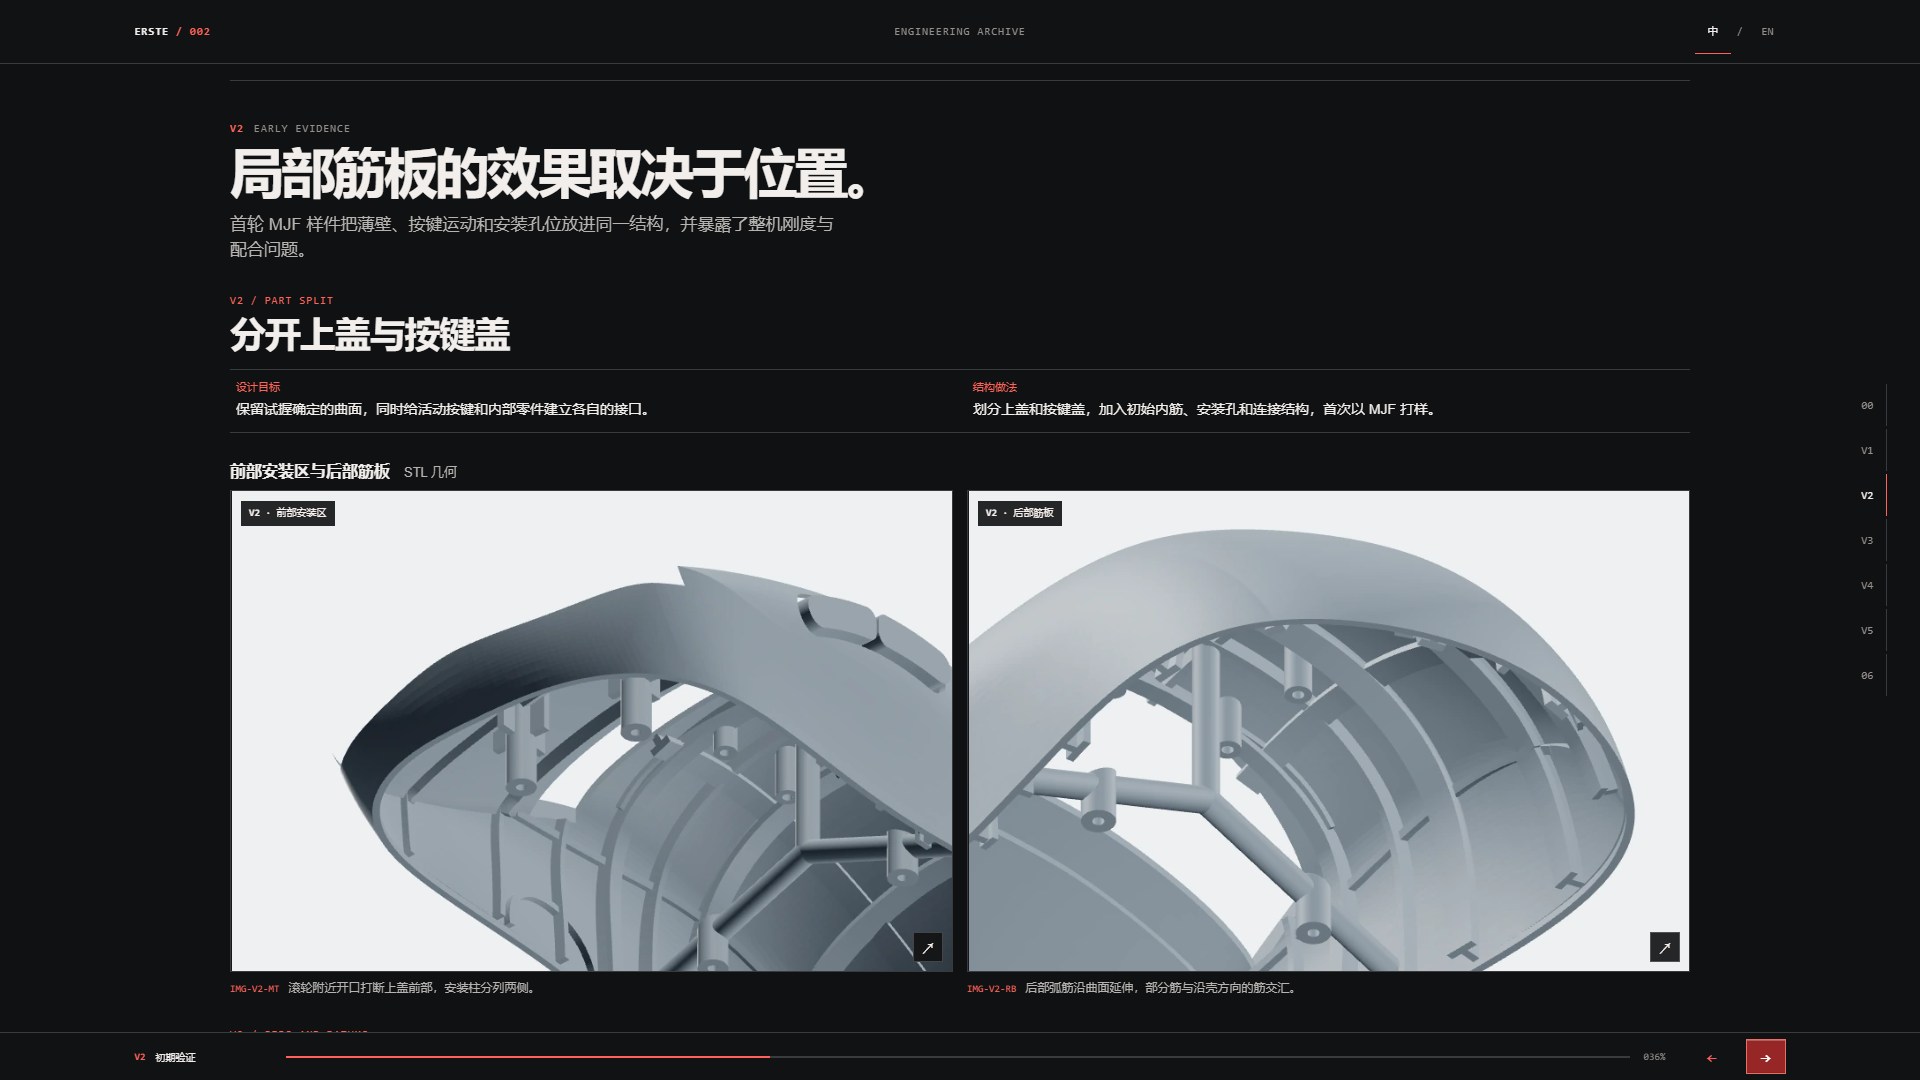 ERSTE / 002
ENGINEERING ARCHIVE
中 / EN
V2 EARLY EVIDENCE
局部筋板的效果取决于位置。
首轮 MJF 样件把薄壁、按键运动和安装孔位放进同一结构，并暴露了整机刚度与
配合问题。
V2 / PART SPLIT
分开上盖与按键盖
设计目标
保留试握确定的曲面，同时给活动按键和内部零件建立各自的接口。
结构做法
划分上盖和按键盖，加入初始内筋、安装孔和连接结构，首次以 MJF 打样。
前部安装区与后部筋板 STL 几何
V2 · 前部安装区
V2 · 后部筋板
IMG-V2-MT 滚轮附近开口打断上盖前部，安装柱分列两侧。
IMG-V2-RB 后部弧筋沿曲面延伸，部分筋与沿壳方向的筋交汇。
00
V1
V2
V3
V4
V5
06
V2 初期验证
036%